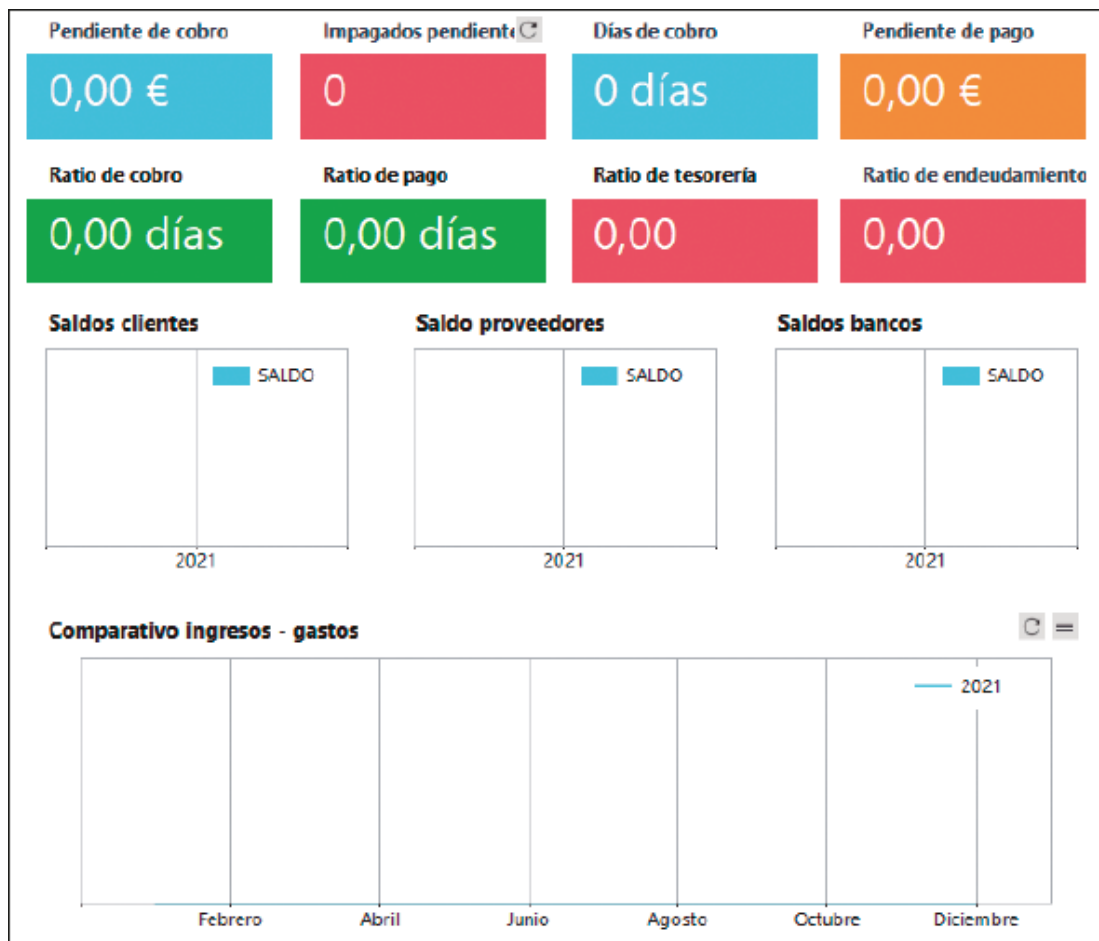 Pendiente de cobro
Impagados pendient
Días de cobro
Pendiente de pago
0,00 €
0
0 días
0,00 €
Ratio de cobro
Ratio de pago
Ratio de tesorería
Ratio de endeudamiento
0,00 días
0,00 días
0,00
0,00
Saldos clientes
Saldo proveedores
Saldos bancos
SALDO
SALDO
SALDO
2021
2021
2021
Comparativo ingresos - gastos
2021
Febrero
Abril
Junio
Agosto
Octubre
Diciembre